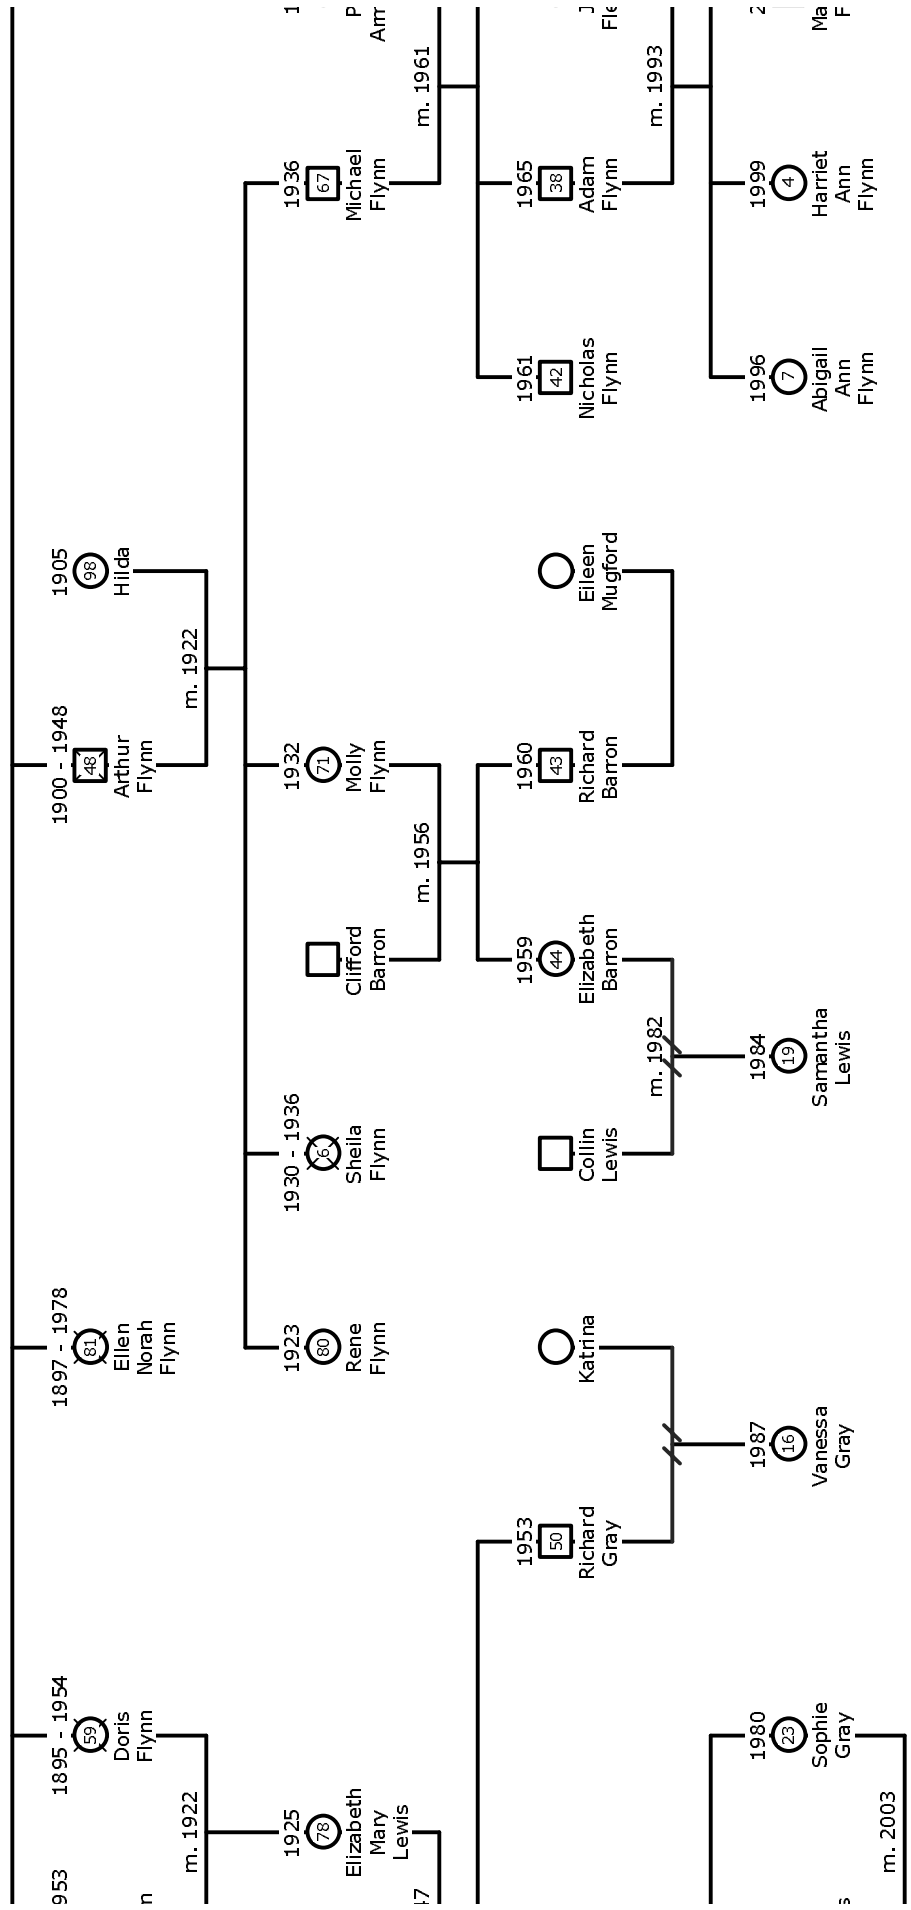 1895 - 1954
59
Doris
Flynn
1897 - 1978
81
Ellen
Norah
Flynn
1900 - 1948
48
Arthur
Flynn
1905
98
Hilda
m. 1922
m. 1922
1925
78
Elizabeth
Mary
Lewis
1923
80
Rene
Flynn
1930 - 1936
6
Sheila
Flynn
Clifford
Barron
1932
71
Molly
Flynn
1936
67
Michael
Flynn
m. 1956
m. 1961
1953
50
Richard
Gray
Katrina
Collin
Lewis
1959
44
Elizabeth
Barron
1960
43
Richard
Barron
Eileen
Mugford
1961
42
Nicholas
Flynn
1965
38
Adam
Flynn
m. 1982
m. 1993
1980
23
Sophie
Gray
1987
16
Vanessa
Gray
1984
19
Samantha
Lewis
1996
7
Abigail
Ann
Flynn
1999
4
Harriet
Ann
Flynn
m. 2003